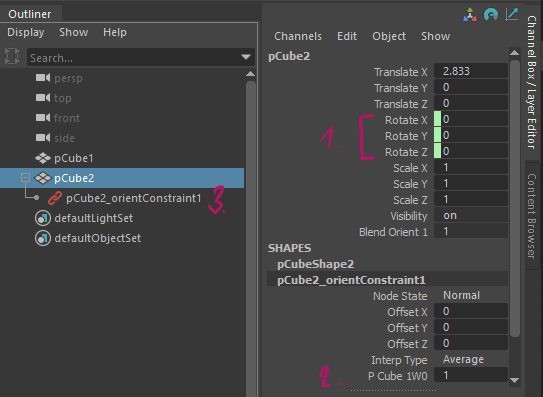 Outliner
Display Show Help
Search...
persp
top
front
side
pCube1
pCube2
pCube2_orientConstraint1
3.
defaultLightSet
defaultObjectSet
Channels Edit Object Show
pCube2
Translate X 2.833
Translate Y 0
Translate Z 0
1.
Rotate X 0
Rotate Y 0
Rotate Z 0
Scale X 1
Scale Y 1
Scale Z 1
Visibility on
Blend Orient 1 1
SHAPES
pCubeShape2
pCube2_orientConstraint1
Node State Normal
Offset X 0
Offset Y 0
Offset Z 0
Interp Type Average
2.
P Cube 1W0 1
Channel Box / Layer Editor
Content Browser